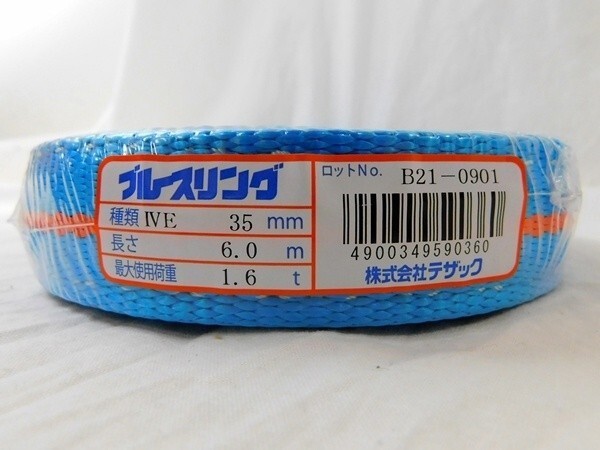 ブルースリング
種類 ⅣE 35 mm
長さ 6.0 m
最大使用荷重 1.6 t
ロットNo. B21-0901
4900349590360
株式会社テザック